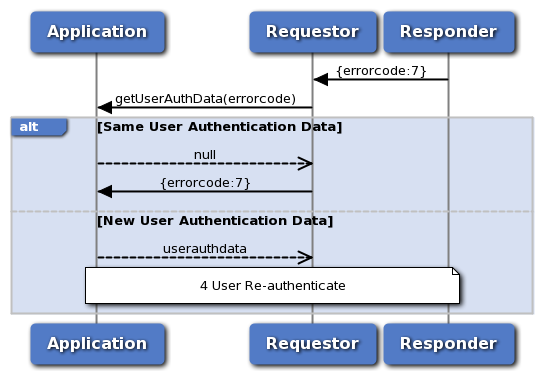 Application Requestor Responder
{errorcode:7}
getUserAuthData(errorcode)
alt [Same User Authentication Data]
null
{errorcode:7}
[New User Authentication Data]
userauthdata
4 User Re-authenticate
Application Requestor Responder